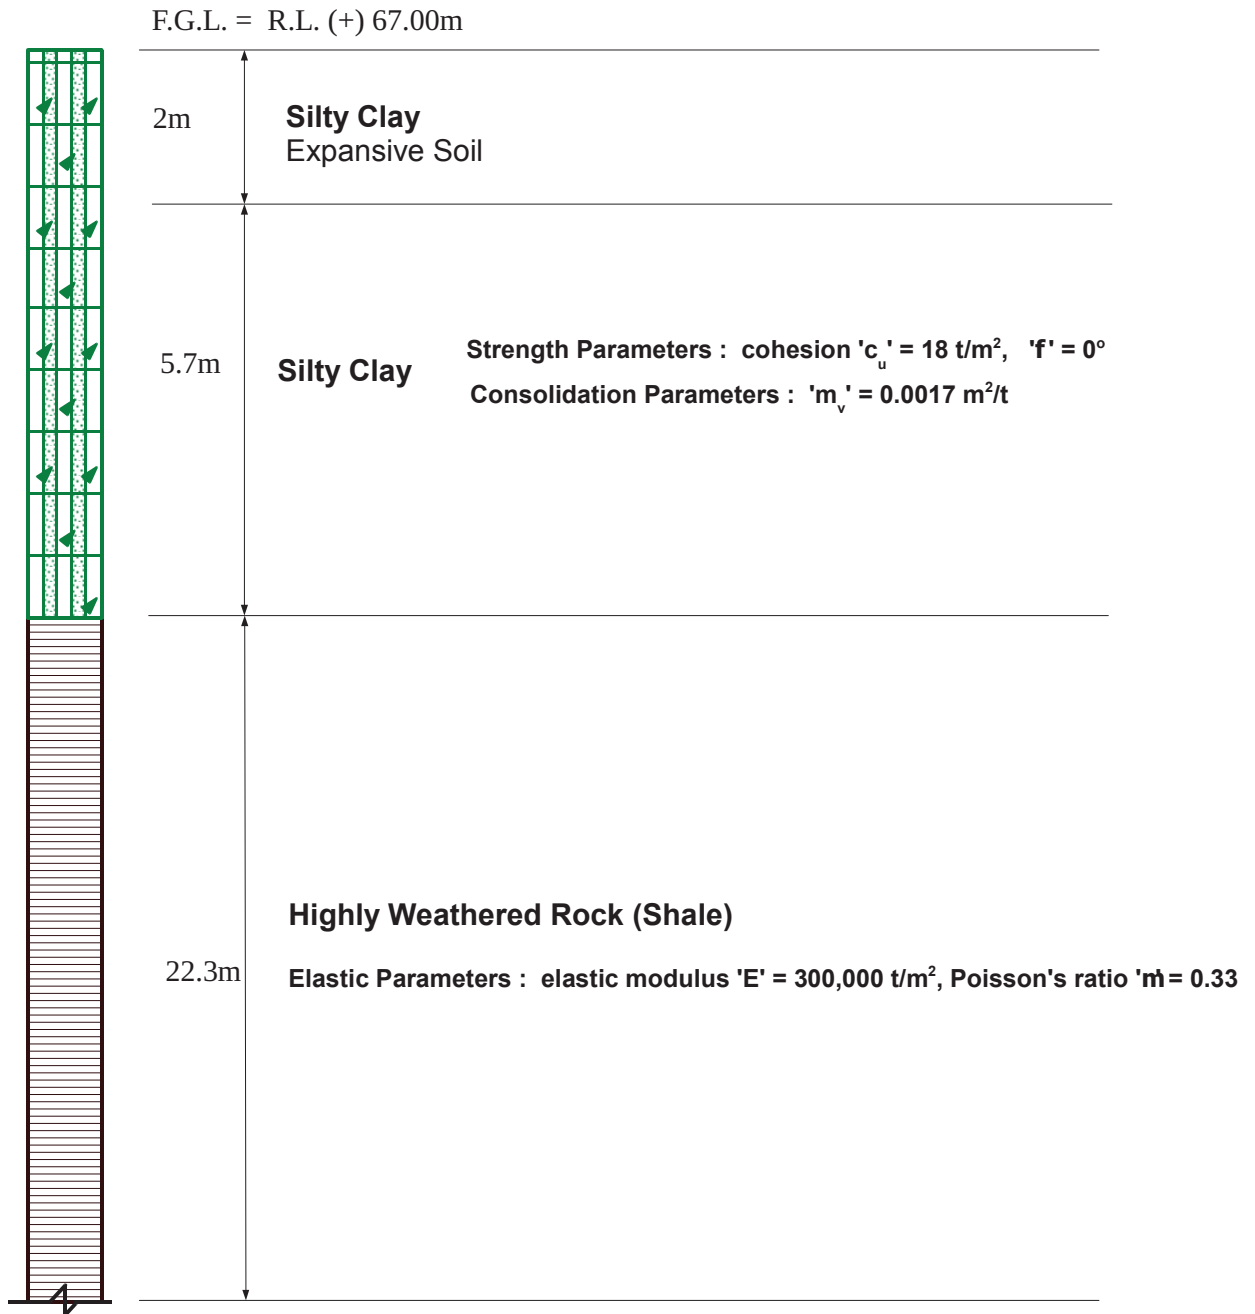 F.G.L. = R.L. (+) 67.00m
2m
Silty Clay
Expansive Soil
5.7m
Silty Clay
Strength Parameters : cohesion 'c_u' = 18 t/m², 'f' = 0°
Consolidation Parameters : 'm_v' = 0.0017 m²/t
Highly Weathered Rock (Shale)
22.3m
Elastic Parameters : elastic modulus 'E' = 300,000 t/m², Poisson's ratio 'm' = 0.33